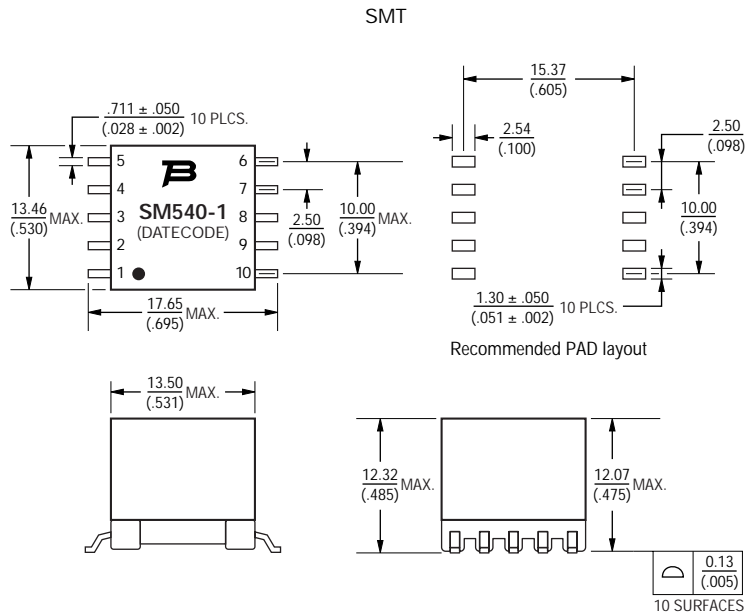 SMT
.711 ± .050
(.028 ± .002)
10 PLCS.
13.46
(.530)
MAX.
5
4
3
2
1
SM540-1
(DATECODE)
6
7
8
9
10
2.50
(.098)
10.00
(.394)
17.65
(.695)
MAX.
15.37
(.605)
2.54
(.100)
2.50
(.098)
10.00
(.394)
1.30 ± .050
(.051 ± .002)
10 PLCS.
Recommended PAD layout
13.50
(.531)
MAX.
12.32
(.485)
MAX.
12.07
(.475)
MAX.
0.13
(.005)
10 SURFACES